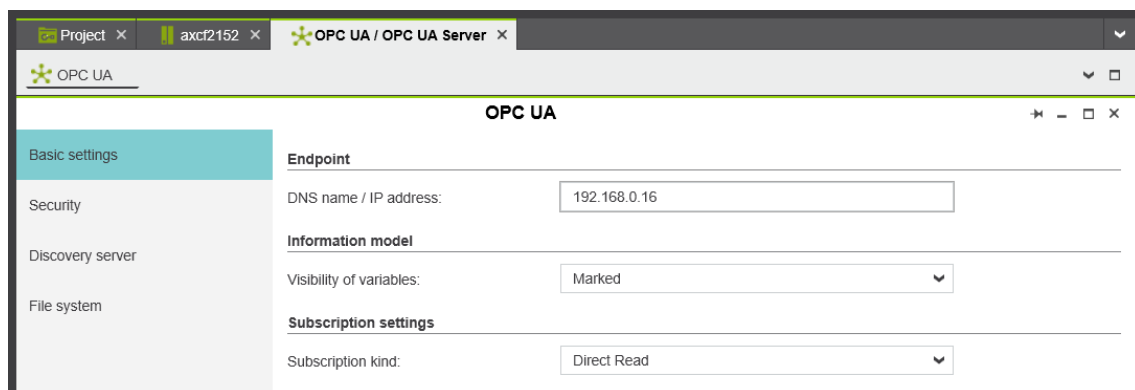 Project axcf2152 OPC UA / OPC UA Server
OPC UA
OPC UA
Basic settings
Security
Discovery server
File system
Endpoint
DNS name / IP address: 192.168.0.16
Information model
Visibility of variables: Marked
Subscription settings
Subscription kind: Direct Read